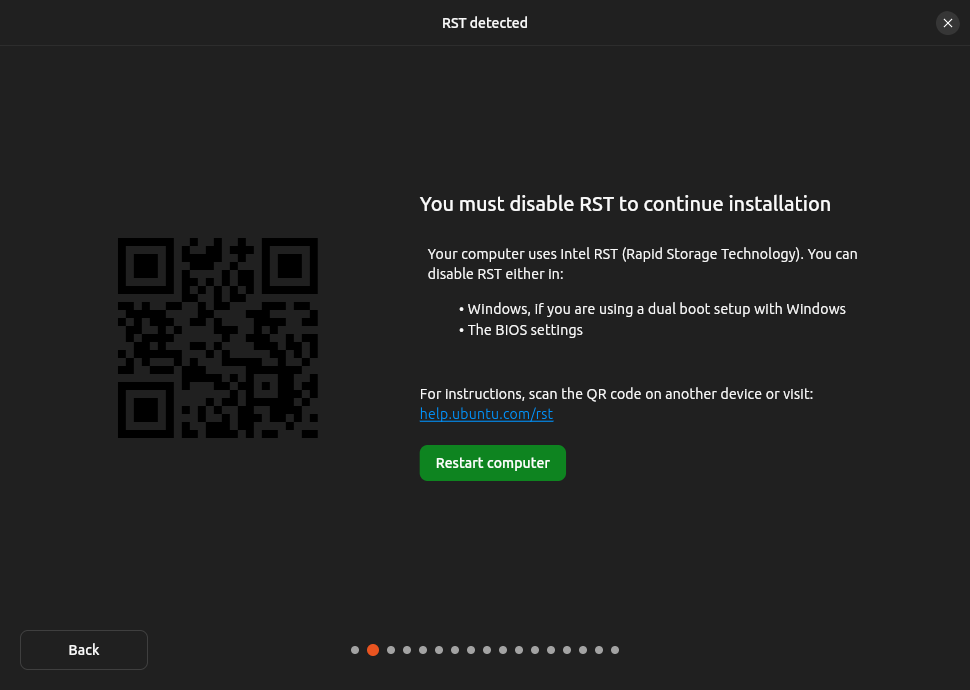 RST detected
You must disable RST to continue installation
Your computer uses Intel RST (Rapid Storage Technology). You can
disable RST either in:
• Windows, if you are using a dual boot setup with Windows
• The BIOS settings
For instructions, scan the QR code on another device or visit:
help.ubuntu.com/rst
Restart computer
Back